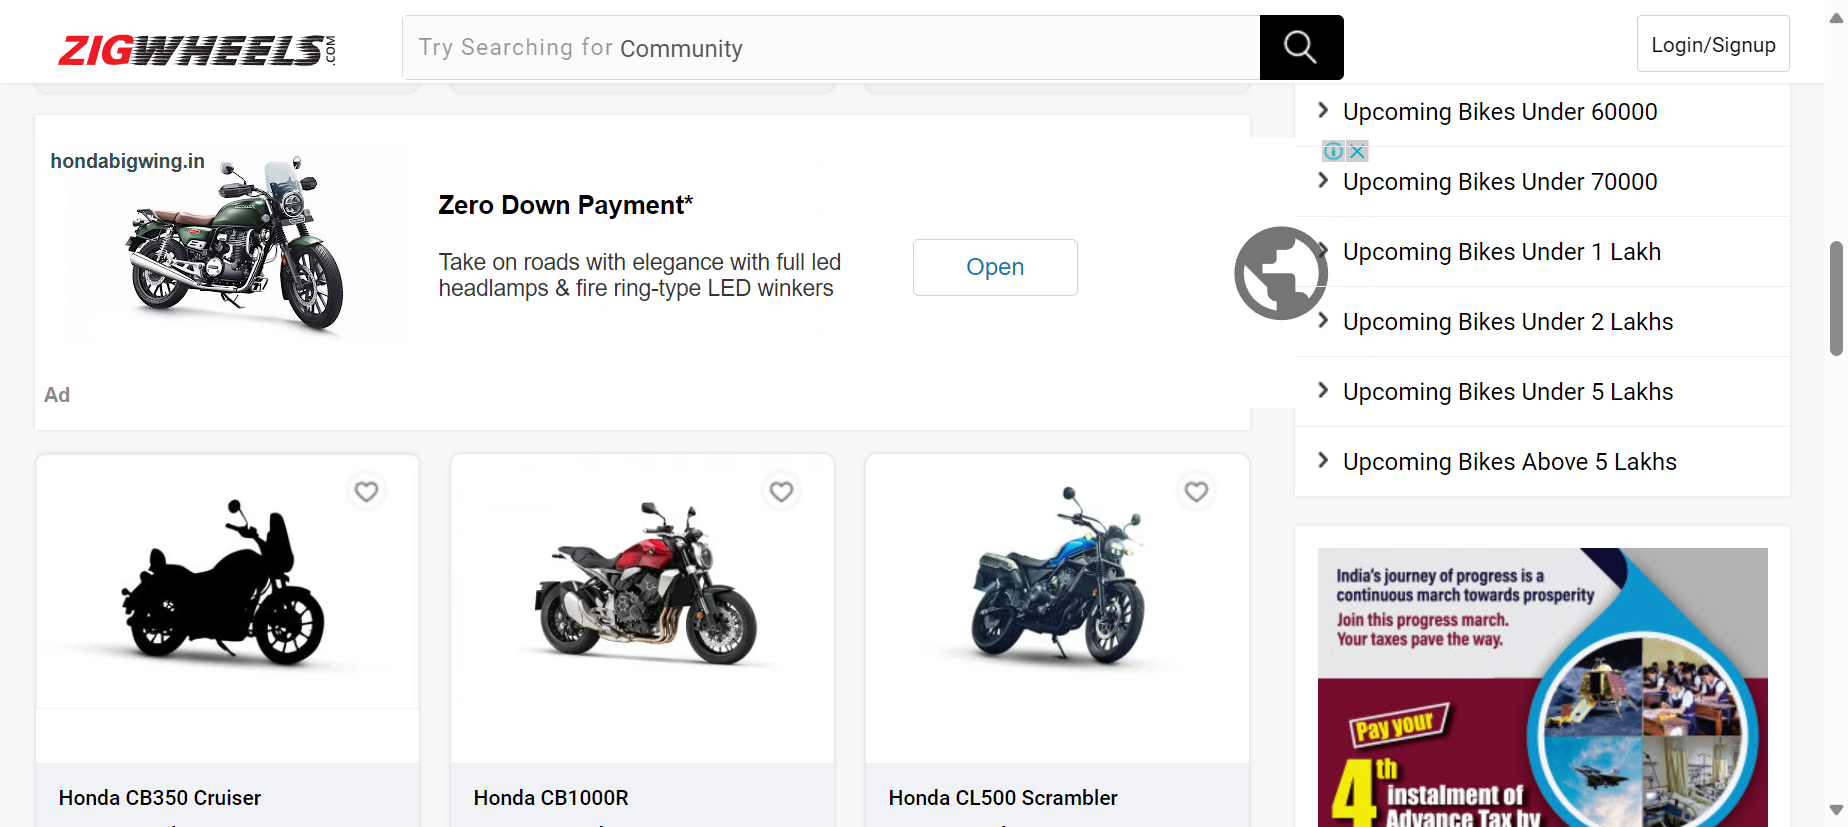 ZIGWHEELS.COM
Try Searching for Community
Login/Signup
Upcoming Bikes Under 60000
Upcoming Bikes Under 70000
Upcoming Bikes Under 1 Lakh
Upcoming Bikes Under 2 Lakhs
Upcoming Bikes Under 5 Lakhs
Upcoming Bikes Above 5 Lakhs
hondabigwing.in
Zero Down Payment*
Take on roads with elegance with full led
headlamps & fire ring-type LED winkers
Open
Ad
Honda CB350 Cruiser
Honda CB1000R
Honda CL500 Scrambler
India's journey of progress is a
continuous march towards prosperity
Join this progress march.
Your taxes pave the way.
Pay your
4th
instalment of
Advance Tax by